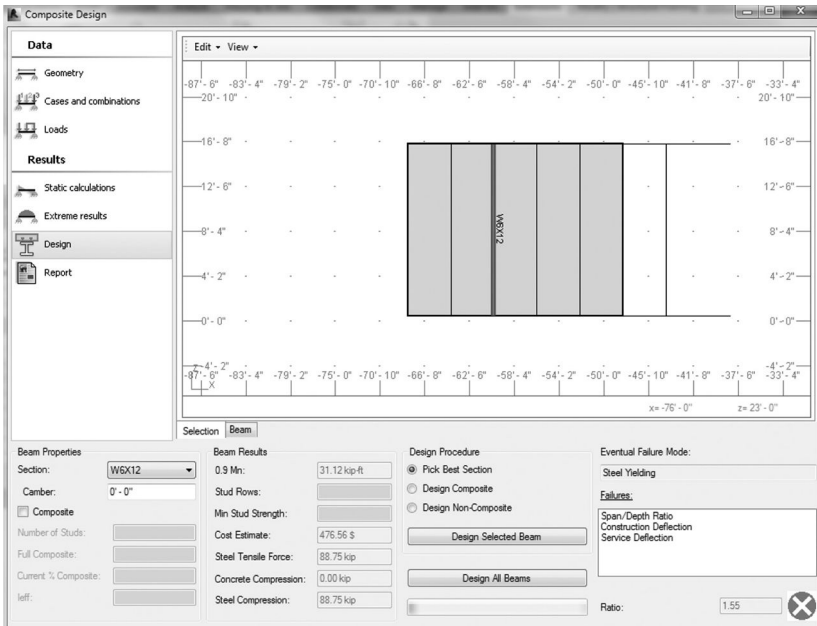 Composite Design
Data
Geometry
Cases and combinations
Loads
Results
Static calculations
Extreme results
Design
Report
Edit View
-87'- 6" -83'- 4" -79'- 2" -75'- 0" -70'- 10" -66'- 8" -62'- 6" -58'- 4" -54'- 2" -50'- 0" -45'- 10" -41'- 8" -37'- 6" -33'- 4"
20'- 10" 20'- 10"
16'- 8" 16'- 8"
12'- 6" 12'- 6"
W6X12
8'- 4" 8'- 4"
4'- 2" 4'- 2"
0'- 0" 0'- 0"
-4'- 2" -4'- 2"
-87'- 6" -83'- 4" -79'- 2" -75'- 0" -70'- 10" -66'- 8" -62'- 6" -58'- 4" -54'- 2" -50'- 0" -45'- 10" -41'- 8" -37'- 6" -33'- 4"
z
X
x= -76' - 0" z= 23' - 0"
Selection Beam
Beam Properties
Section: W6X12
Camber: 0' - 0"
Composite
Number of Studs:
Full Composite:
Current % Composite:
Ieff:
Beam Results
0.9 Mn: 31.12 kip-ft
Stud Rows:
Min Stud Strength:
Cost Estimate: 476.56 $
Steel Tensile Force: 88.75 kip
Concrete Compression: 0.00 kip
Steel Compression: 88.75 kip
Design Procedure
Pick Best Section
Design Composite
Design Non-Composite
Design Selected Beam
Design All Beams
Eventual Failure Mode:
Steel Yielding
Failures:
Span/Depth Ratio
Construction Deflection
Service Deflection
Ratio: 1.55